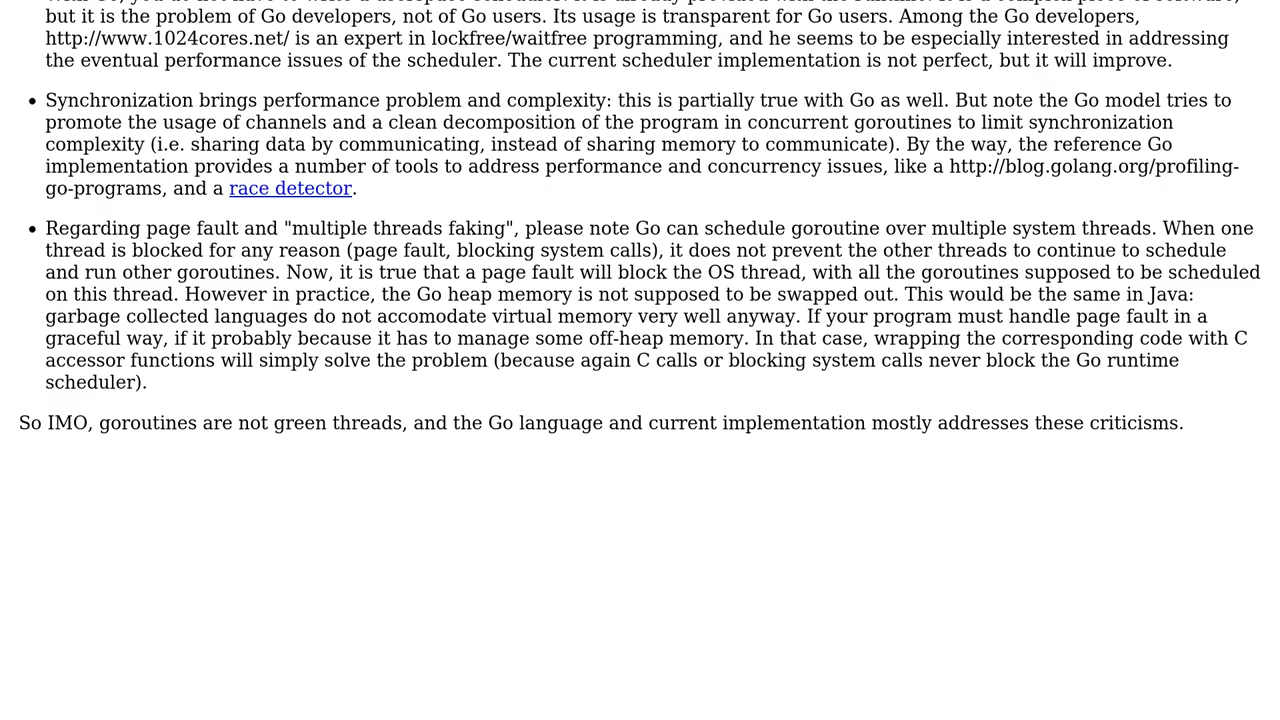 but it is the problem of Go developers, not of Go users. Its usage is transparent for Go users. Among the Go developers,
http://www.1024cores.net/ is an expert in lockfree/waitfree programming, and he seems to be especially interested in addressing
the eventual performance issues of the scheduler. The current scheduler implementation is not perfect, but it will improve.
• Synchronization brings performance problem and complexity: this is partially true with Go as well. But note the Go model tries to
promote the usage of channels and a clean decomposition of the program in concurrent goroutines to limit synchronization
complexity (i.e. sharing data by communicating, instead of sharing memory to communicate). By the way, the reference Go
implementation provides a number of tools to address performance and concurrency issues, like a http://blog.golang.org/profiling-
go-programs, and a race detector.
• Regarding page fault and "multiple threads faking", please note Go can schedule goroutine over multiple system threads. When one
thread is blocked for any reason (page fault, blocking system calls), it does not prevent the other threads to continue to schedule
and run other goroutines. Now, it is true that a page fault will block the OS thread, with all the goroutines supposed to be scheduled
on this thread. However in practice, the Go heap memory is not supposed to be swapped out. This would be the same in Java:
garbage collected languages do not accomodate virtual memory very well anyway. If your program must handle page fault in a
graceful way, if it probably because it has to manage some off-heap memory. In that case, wrapping the corresponding code with C
accessor functions will simply solve the problem (because again C calls or blocking system calls never block the Go runtime
scheduler).
So IMO, goroutines are not green threads, and the Go language and current implementation mostly addresses these criticisms.